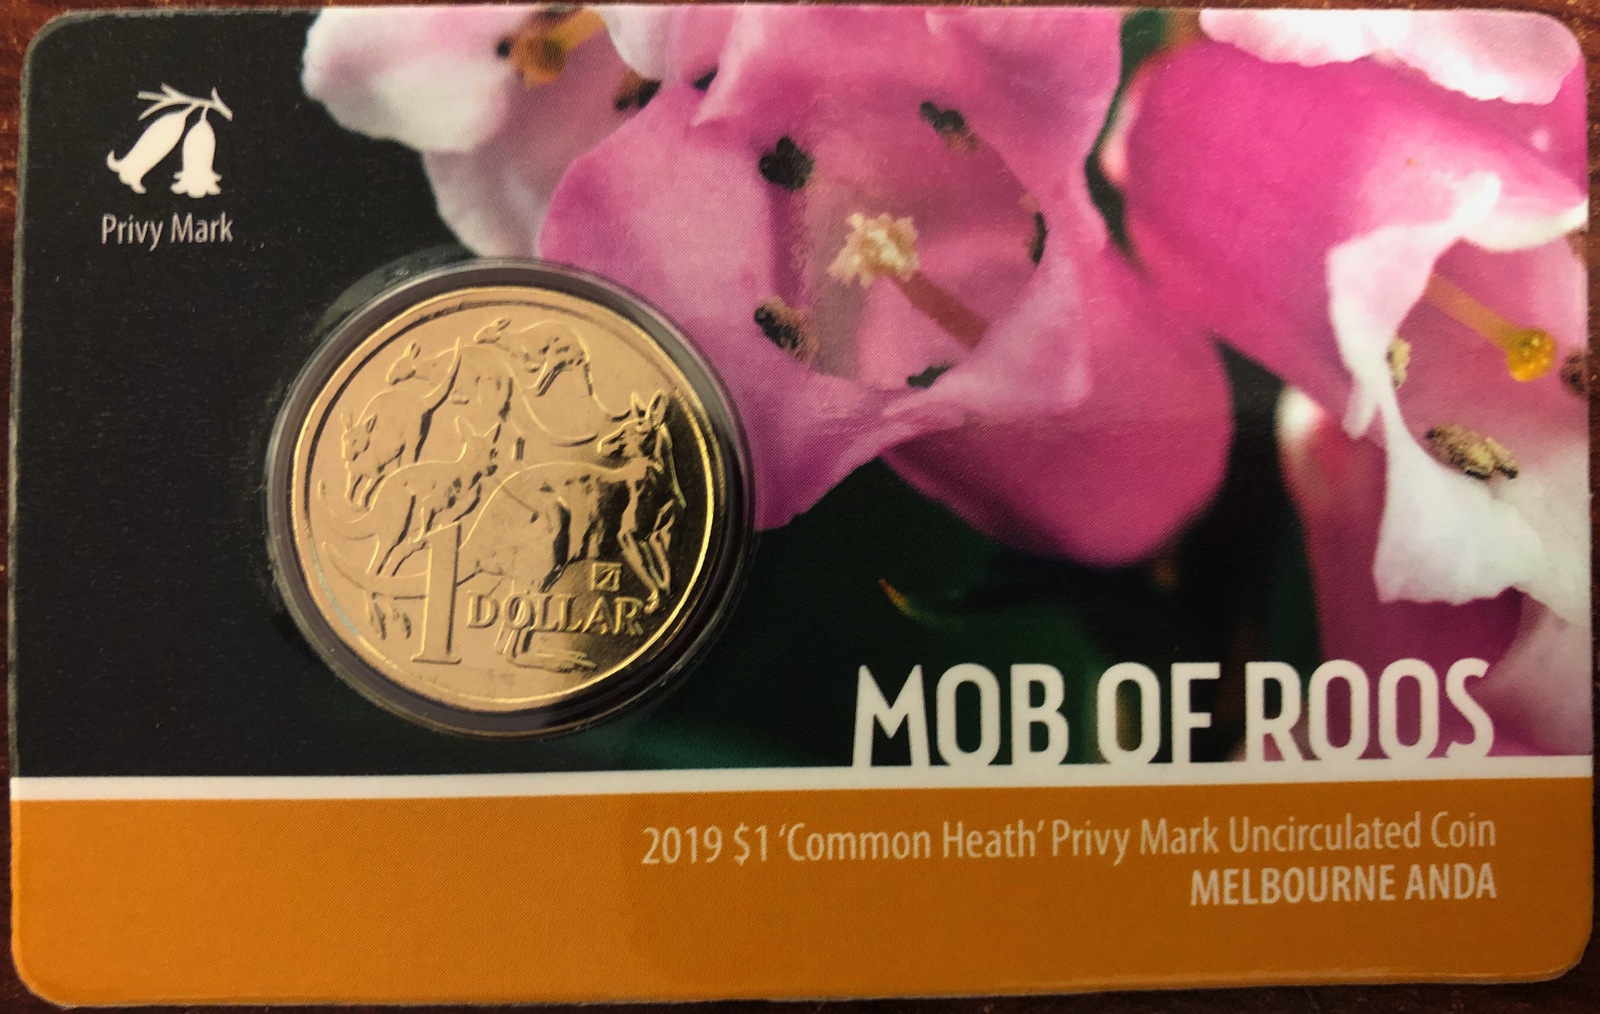 Privy Mark
1
DOLLAR
MOB OF ROOS
2019 $1 'Common Heath' Privy Mark Uncirculated Coin
MELBOURNE ANDA